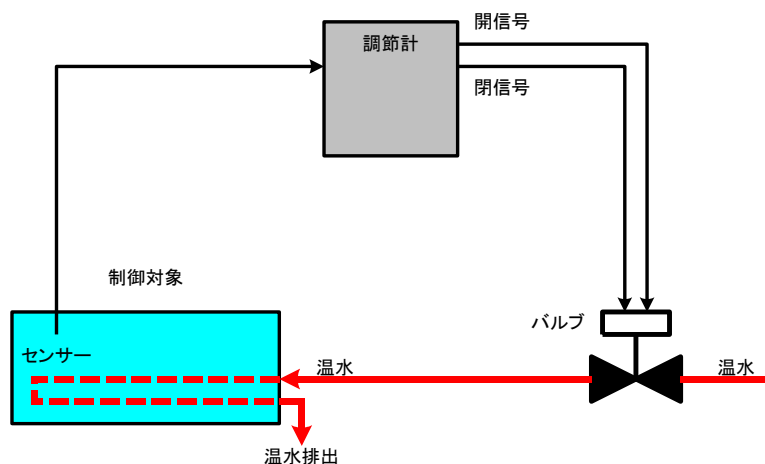 開信号
調節計
閉信号
制御対象
バルブ
センサー
温水
温水
温水排出